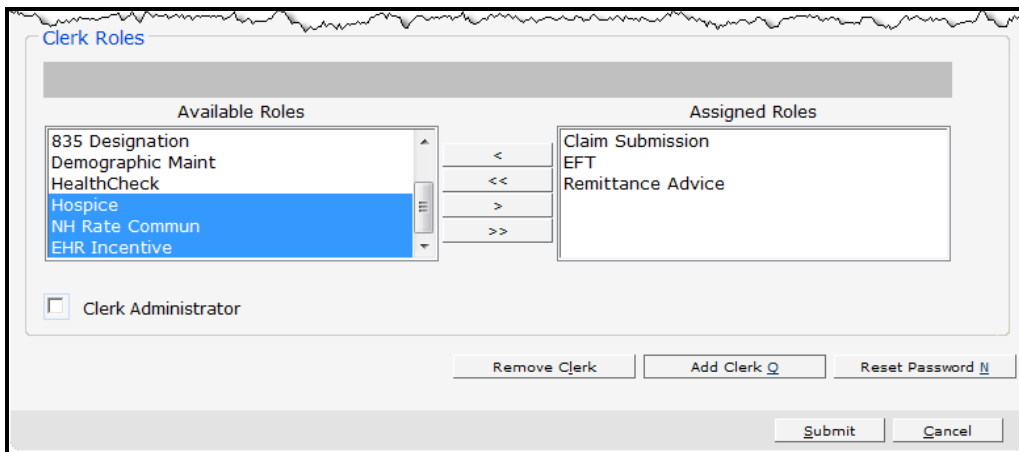 Clerk Roles
Available Roles
Assigned Roles
835 Designation
Demographic Maint
HealthCheck
Hospice
NH Rate Commun
EHR Incentive
<
<<
>
>>
Claim Submission
EFT
Remittance Advice
Clerk Administrator
Remove Clerk
Add Clerk Q
Reset Password N
Submit
Cancel